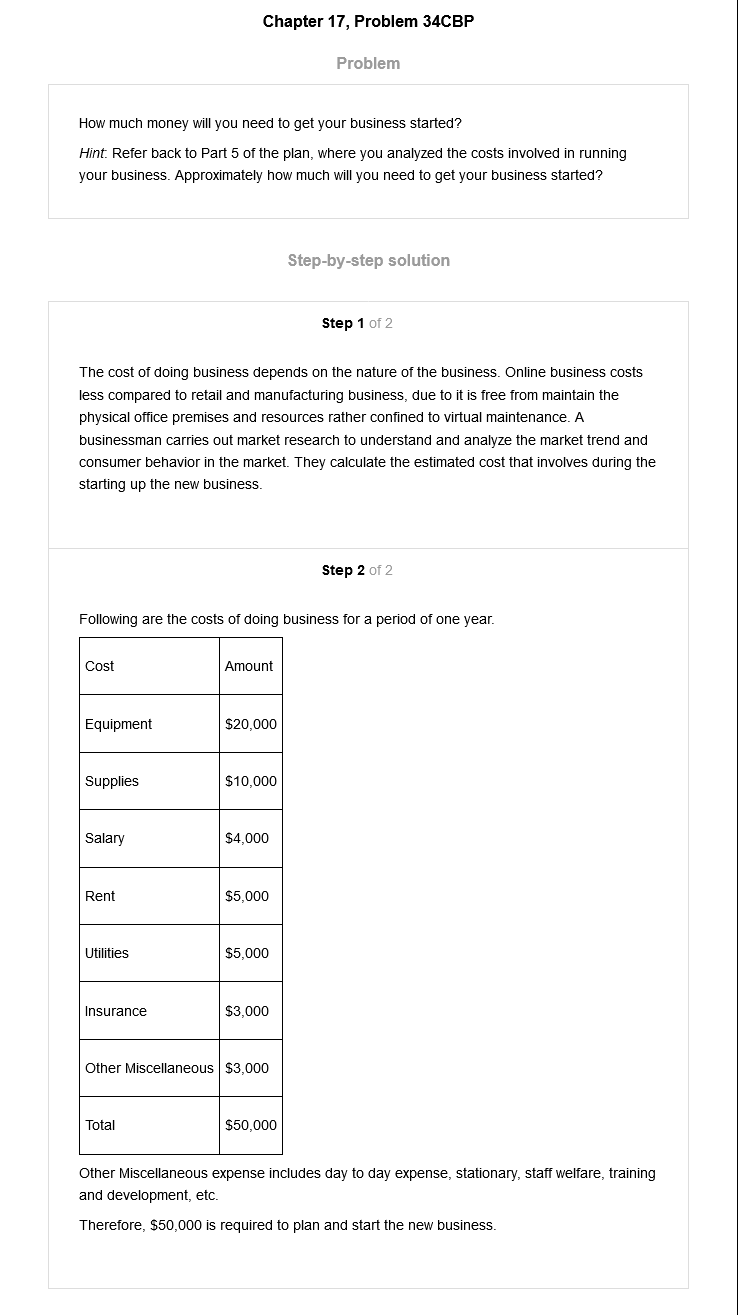 Chapter 17, Problem 34CBP
Problem
How much money will you need to get your business started?
Hint: Refer back to Part 5 of the plan, where you analyzed the costs involved in running
your business. Approximately how much will you need to get your business started?
Step-by-step solution
Step 1 of 2
The cost of doing business depends on the nature of the business. Online business costs
less compared to retail and manufacturing business, due to it is free from maintain the
physical office premises and resources rather confined to virtual maintenance. A
businessman carries out market research to understand and analyze the market trend and
consumer behavior in the market. They calculate the estimated cost that involves during the
starting up the new business.
Step 2 of 2
Following are the costs of doing business for a period of one year.
Cost Amount
Equipment $20,000
Supplies $10,000
Salary $4,000
Rent $5,000
Utilities $5,000
Insurance $3,000
Other Miscellaneous $3,000
Total $50,000
Other Miscellaneous expense includes day to day expense, stationary, staff welfare, training
and development, etc.
Therefore, $50,000 is required to plan and start the new business.